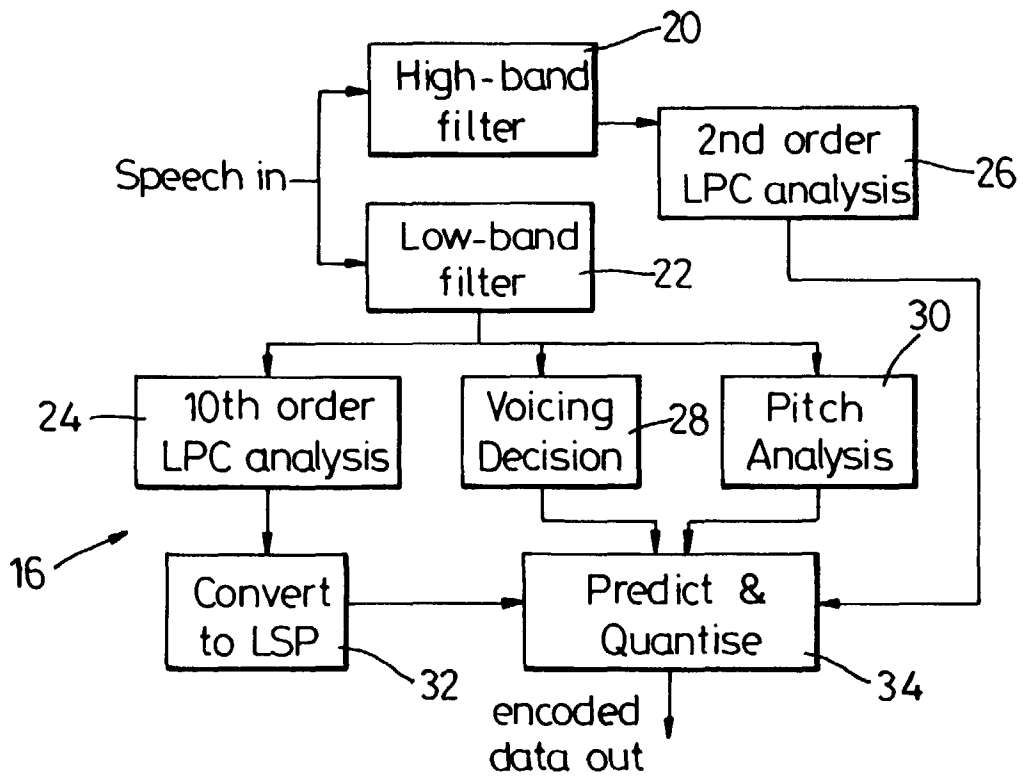 20
High-band
filter
2nd order
LPC analysis
26
Speech in
Low-band
filter
22
30
24
10th order
LPC analysis
Voicing
Decision
28
Pitch
Analysis
16
Convert
to LSP
32
Predict &
Quantise
34
encoded
data out